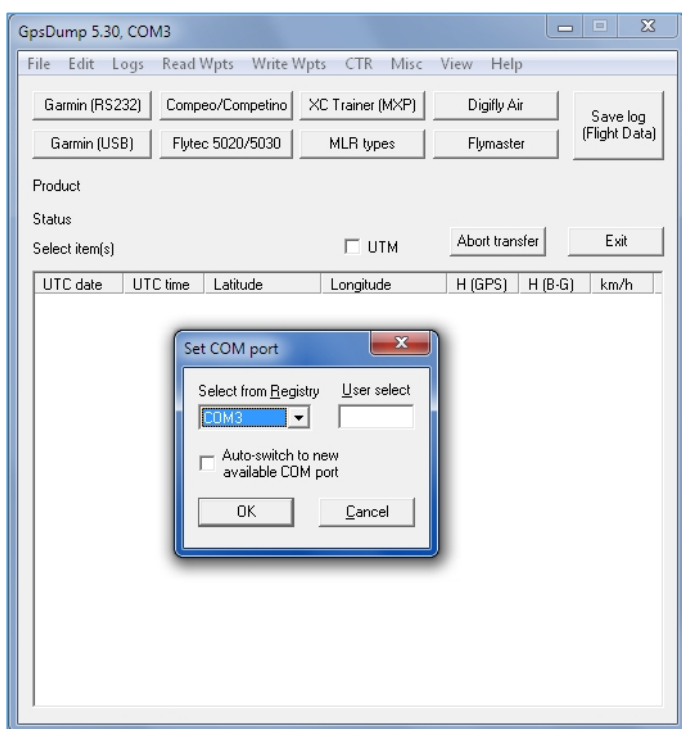 GpsDump 5.30, COM3
File Edit Logs Read Wpts Write Wpts CTR Misc View Help
Garmin (RS232) Compeo/Competino XC Trainer (MXP) Digifly Air
Save log
(Flight Data)
Garmin (USB) Flytec 5020/5030 MLR types Flymaster
Product
Status
Select item(s) UTM Abort transfer Exit
UTC date UTC time Latitude Longitude H (GPS) H (B-G) km/h
Set COM port
Select from Registry User select
COM3
Auto-switch to new
available COM port
OK Cancel